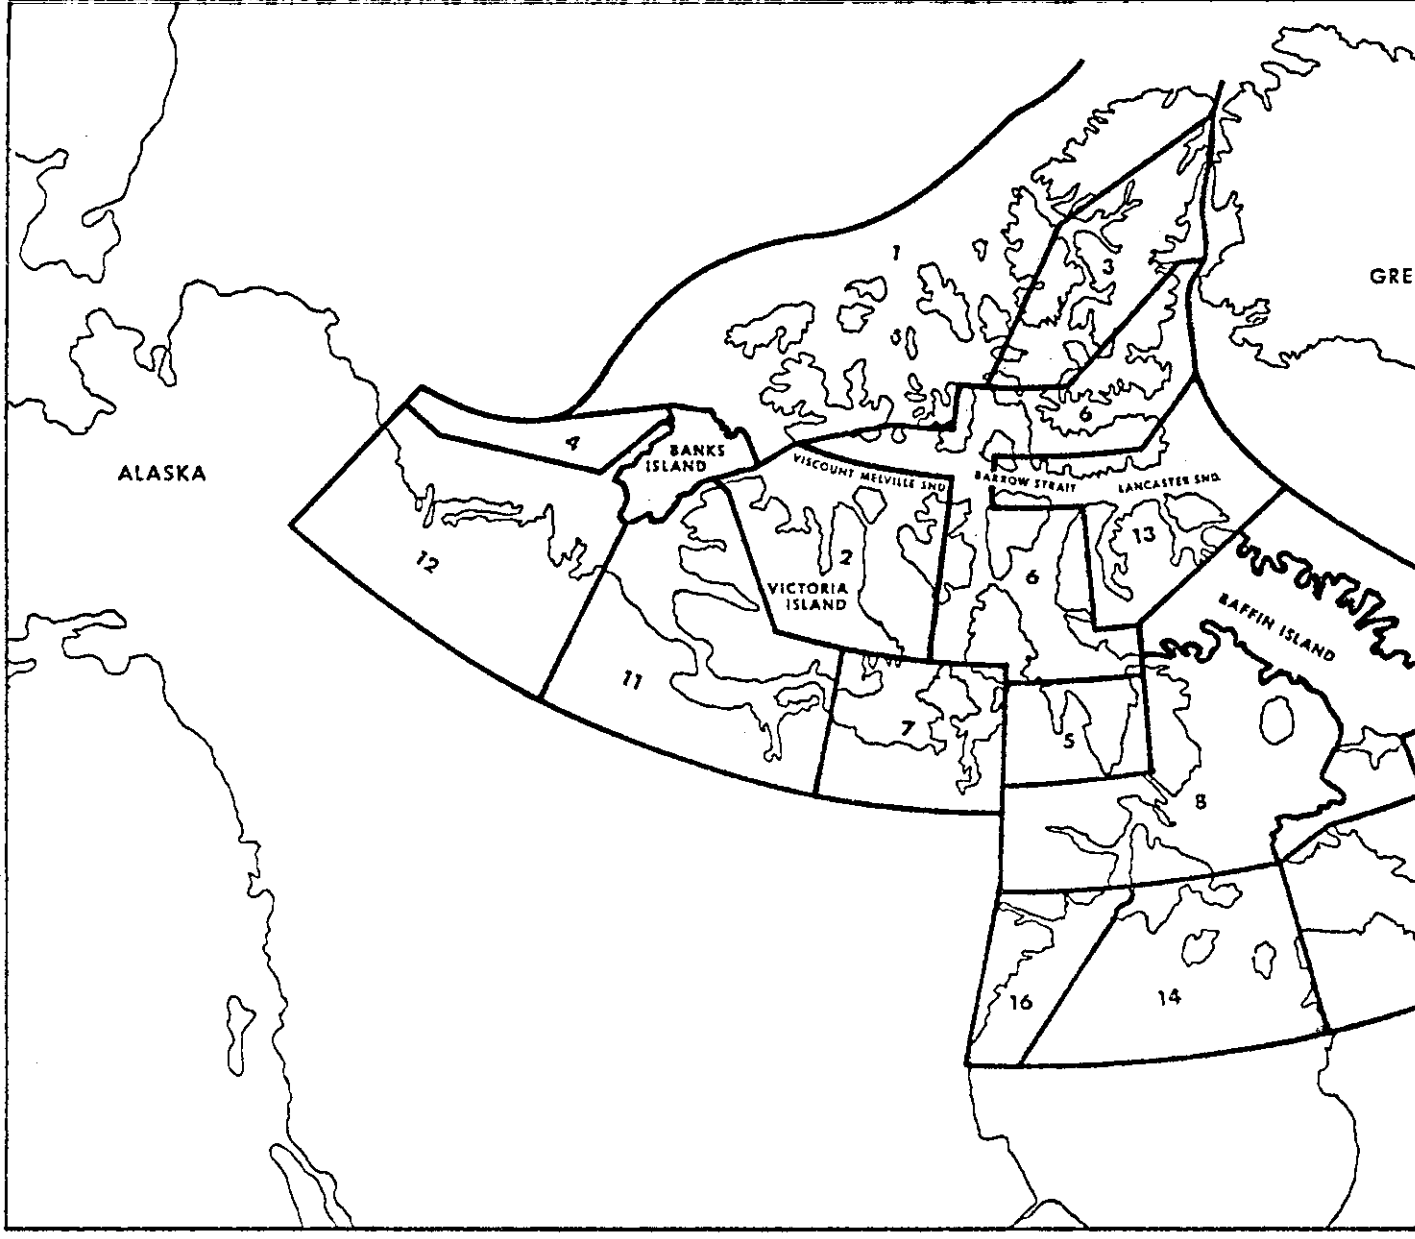 1
3
GRE
6
4
BANKS
ISLAND
ALASKA
VISCOUNT MELVILLE SND
BARROW STRAIT
LANCASTER SND.
13
2
12
6
VICTORIA
ISLAND
BAFFIN ISLAND
11
7
5
8
16
14